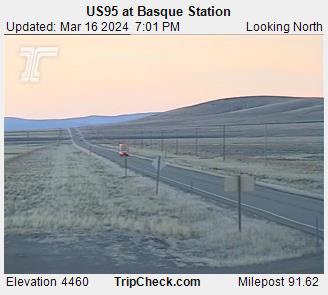 US95 at Basque Station
Updated: Mar 16 2024 7:01 PM Looking North
Elevation 4460 TripCheck.com Milepost 91.62